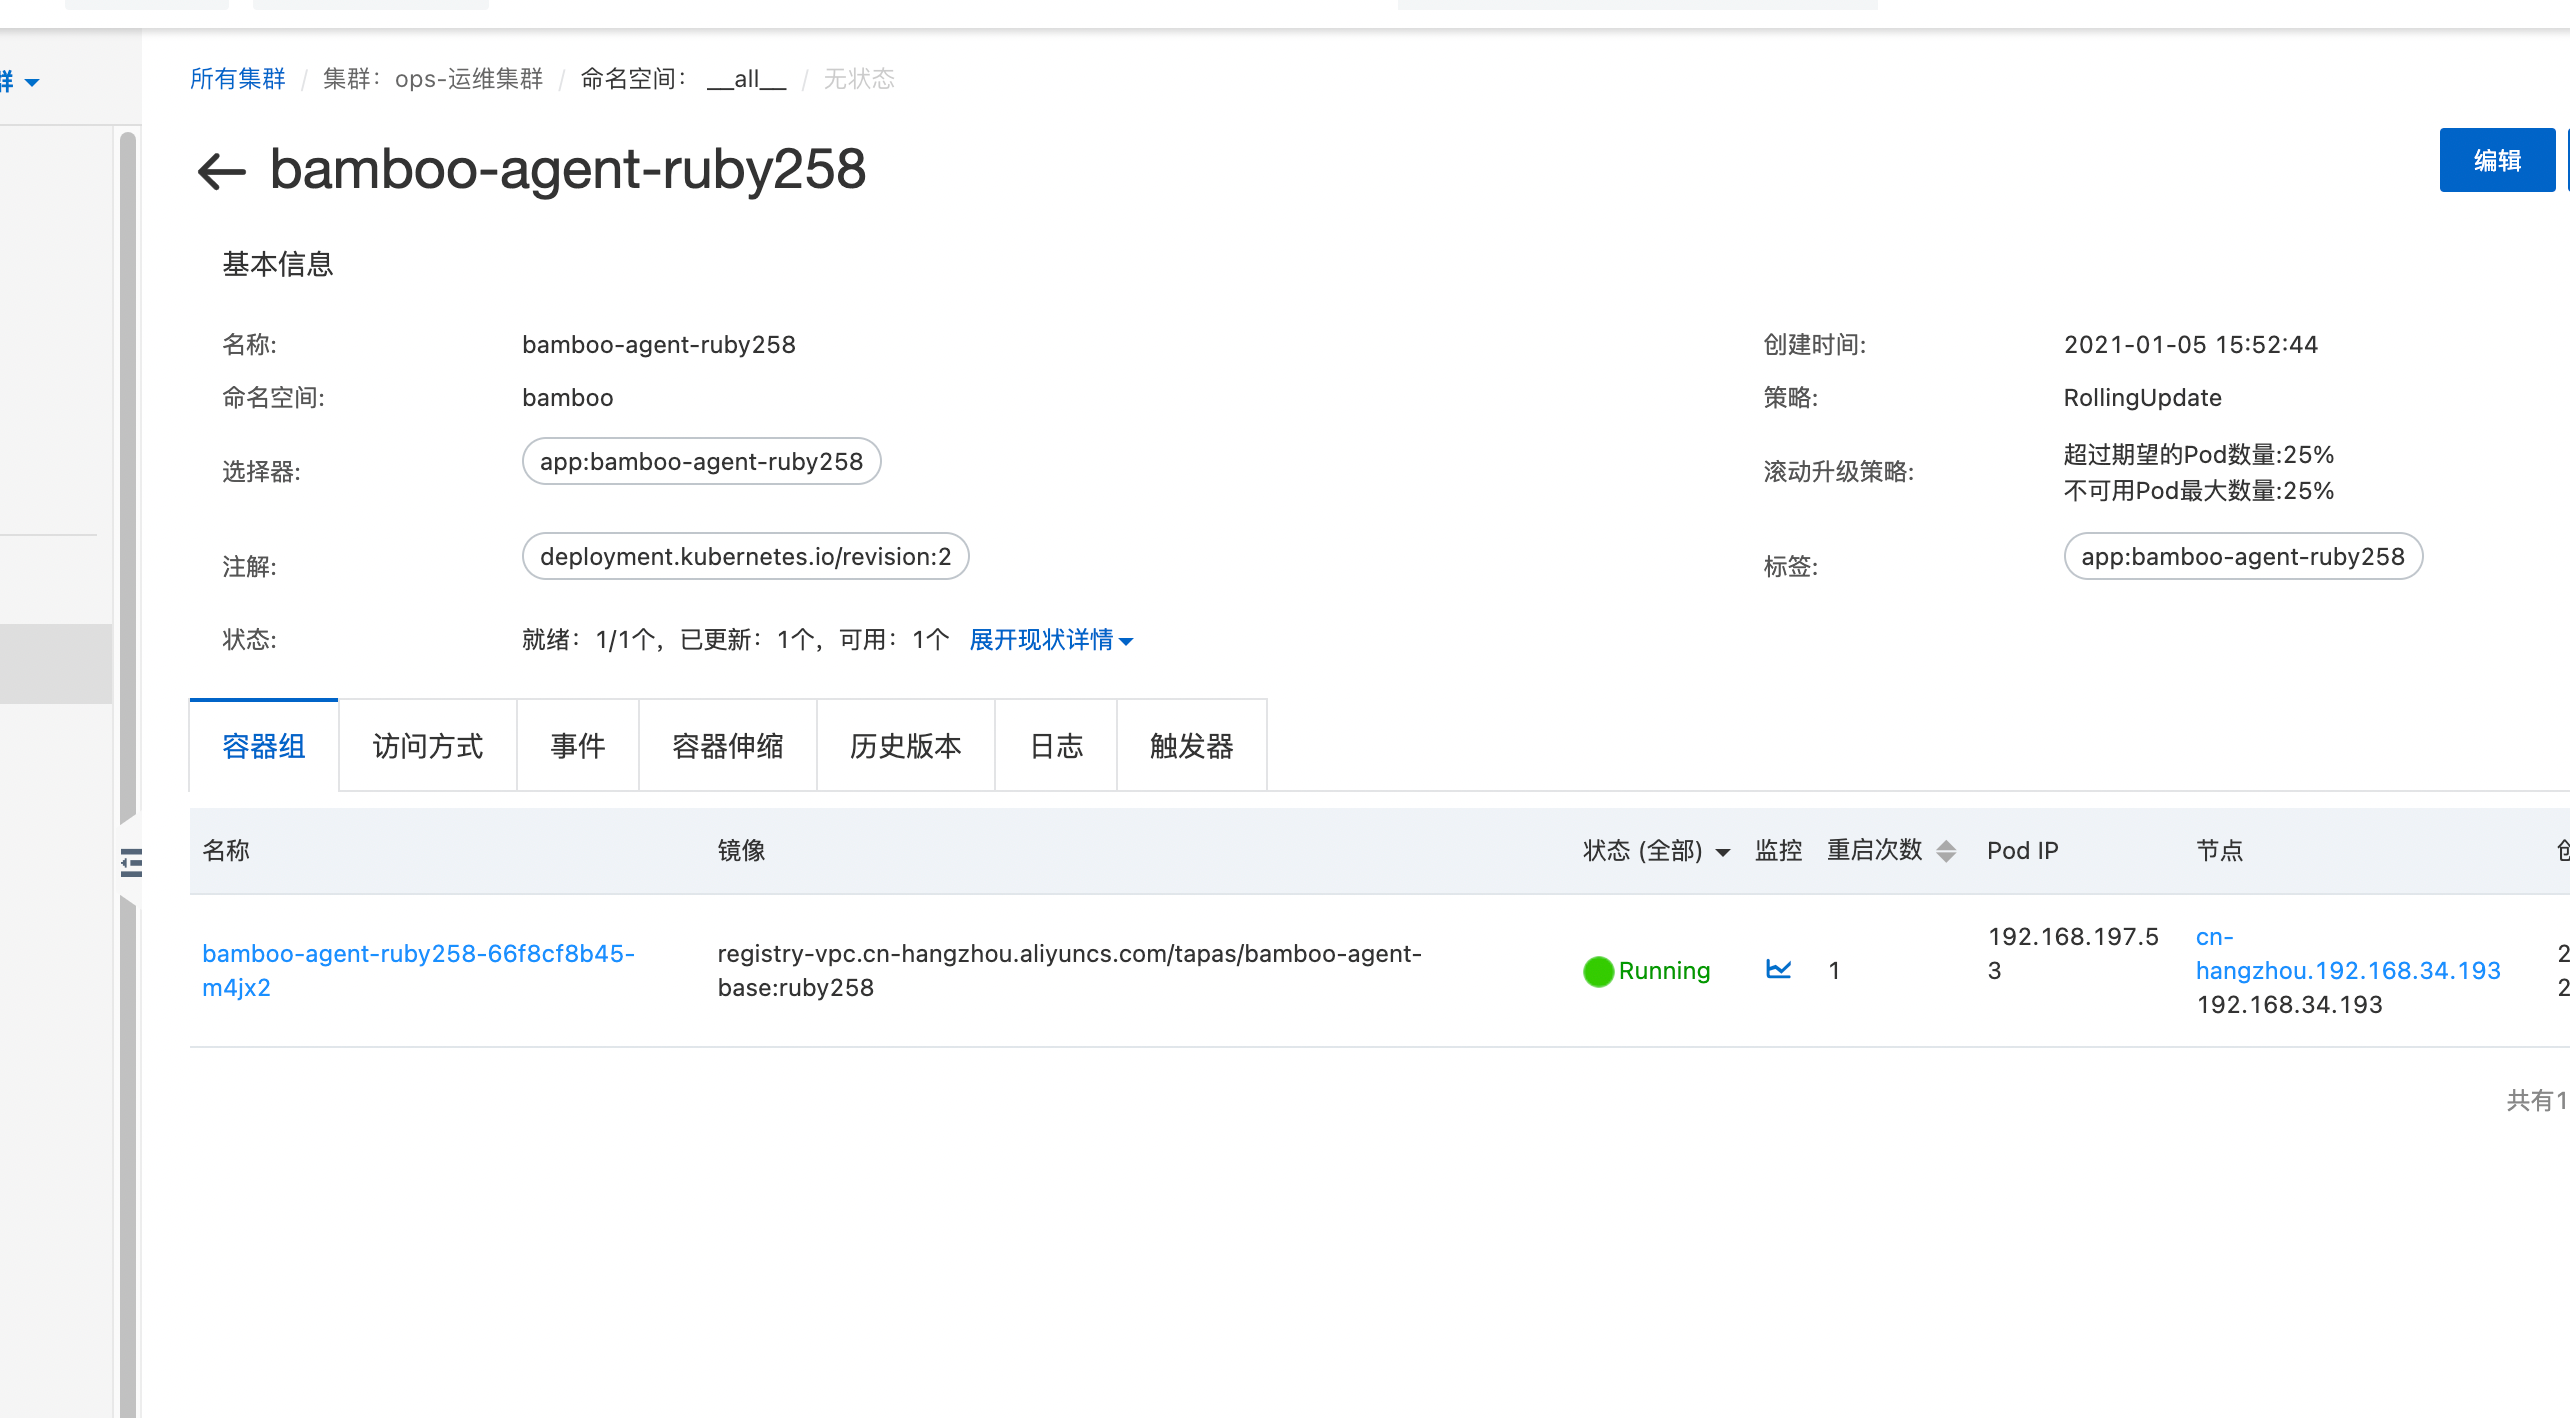 群
所有集群 / 集群：ops-运维集群 / 命名空间：__all__ / 无状态
bamboo-agent-ruby258
编辑
基本信息
名称: bamboo-agent-ruby258 创建时间: 2021-01-05 15:52:44
命名空间: bamboo 策略: RollingUpdate
选择器: app:bamboo-agent-ruby258 滚动升级策略: 超过期望的Pod数量:25%
不可用Pod最大数量:25%
注解: deployment.kubernetes.io/revision:2 标签: app:bamboo-agent-ruby258
状态: 就绪：1/1个，已更新：1个，可用：1个 展开现状详情
容器组 访问方式 事件 容器伸缩 历史版本 日志 触发器
名称 镜像 状态 (全部) 监控 重启次数 Pod IP 节点
bamboo-agent-ruby258-66f8cf8b45-
m4jx2
registry-vpc.cn-hangzhou.aliyuncs.com/tapas/bamboo-agent-
base:ruby258
Running
1
192.168.197.5
3
cn-
hangzhou.192.168.34.193
192.168.34.193
2
2
共有1